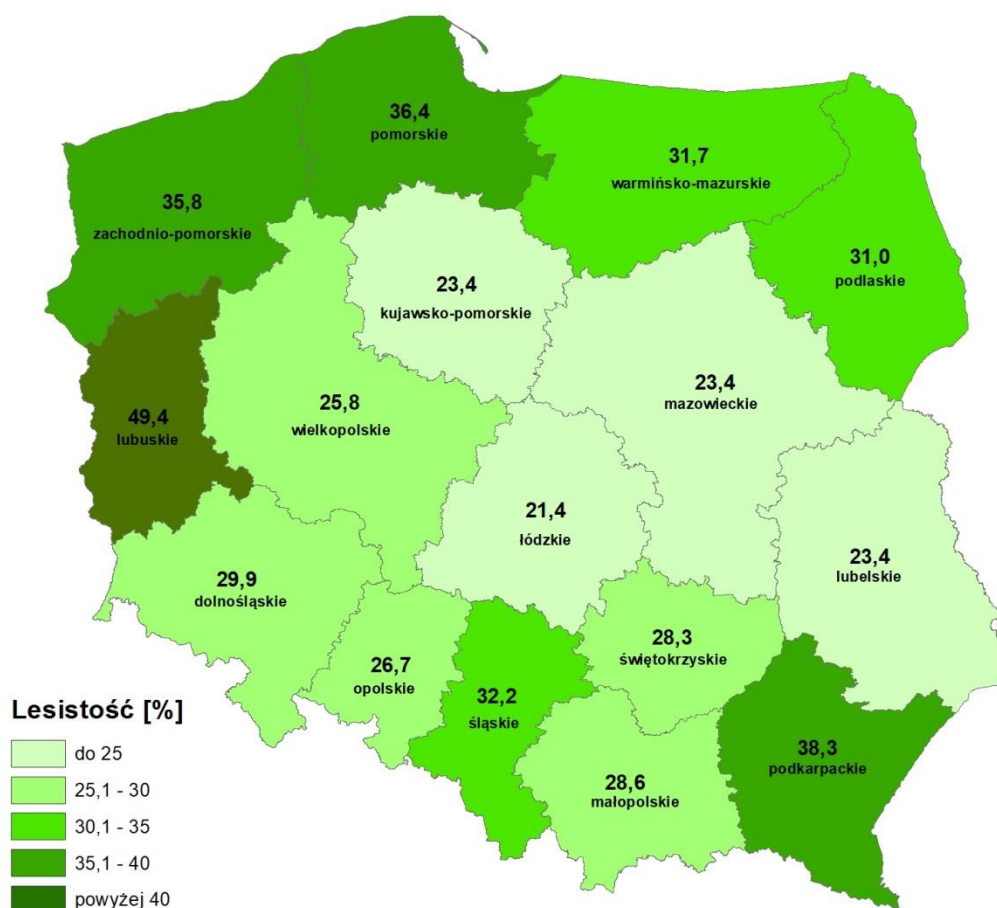 36,4
pomorskie
31,7
warmińsko-mazurskie
35,8
zachodnio-pomorskie
31,0
podlaskie
23,4
kujawsko-pomorskie
23,4
mazowieckie
49,4
lubuskie
25,8
wielkopolskie
21,4
łódzkie
23,4
lubelskie
29,9
dolnośląskie
28,3
świętokrzyskie
26,7
opolskie
32,2
śląskie
38,3
podkarpackie
28,6
małopolskie
Lesistość [%]
do 25
25,1 - 30
30,1 - 35
35,1 - 40
powyżej 40